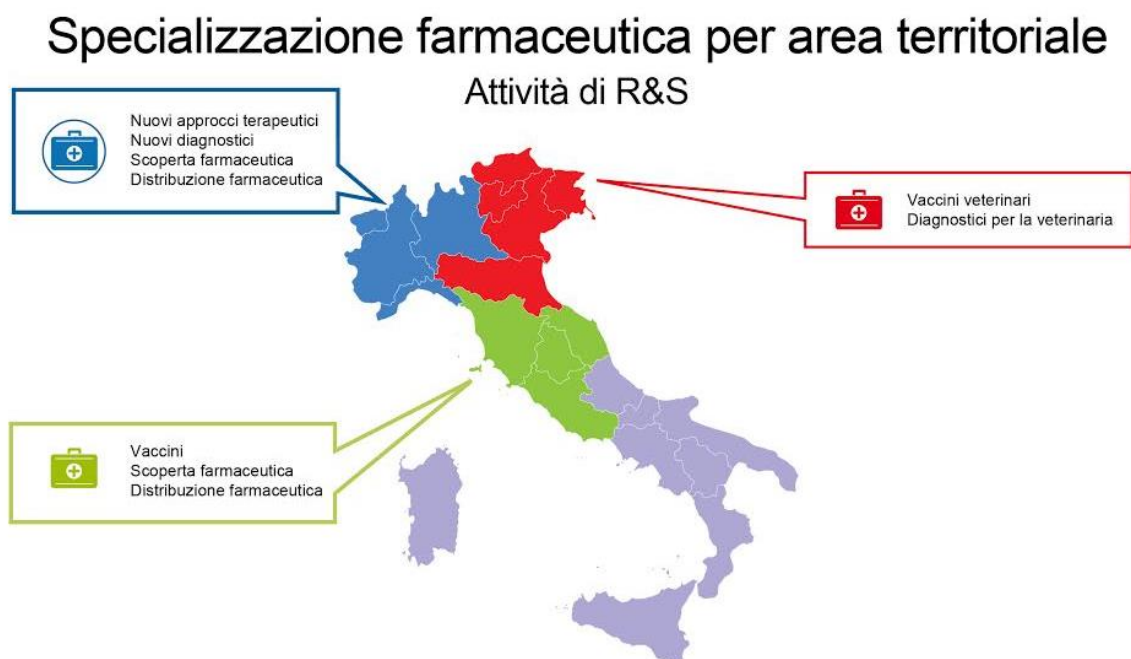 Specializzazione farmaceutica per area territoriale
Attività di R&S
Nuovi approcci terapeutici
Nuovi diagnostici
Scoperta farmaceutica
Distribuzione farmaceutica
Vaccini veterinari
Diagnostici per la veterinaria
Vaccini
Scoperta farmaceutica
Distribuzione farmaceutica